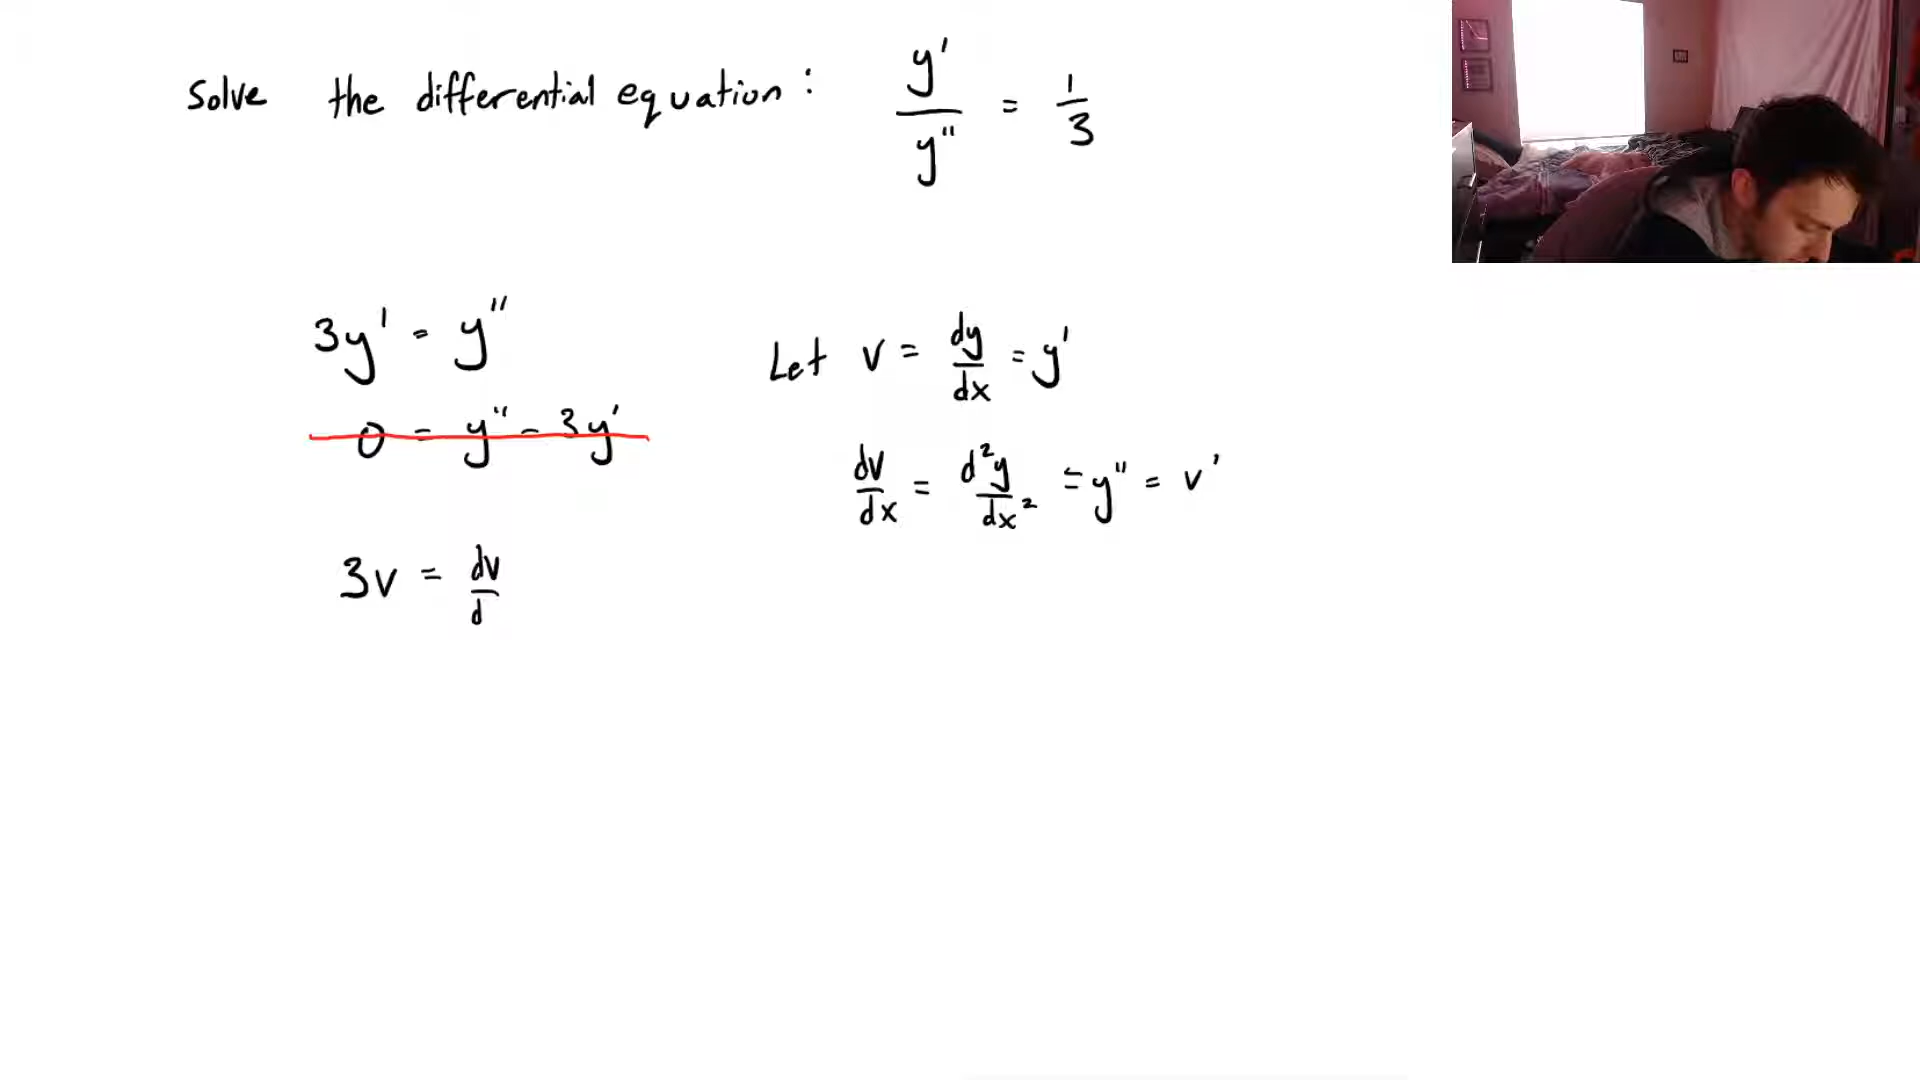 Solve the differential equation: y'/y" = 1/3
3y' = y"
0 = y" - 3y'
3v = dv/d
Let v = dy/dx = y'
dv/dx = d²y/dx² = y" = v'